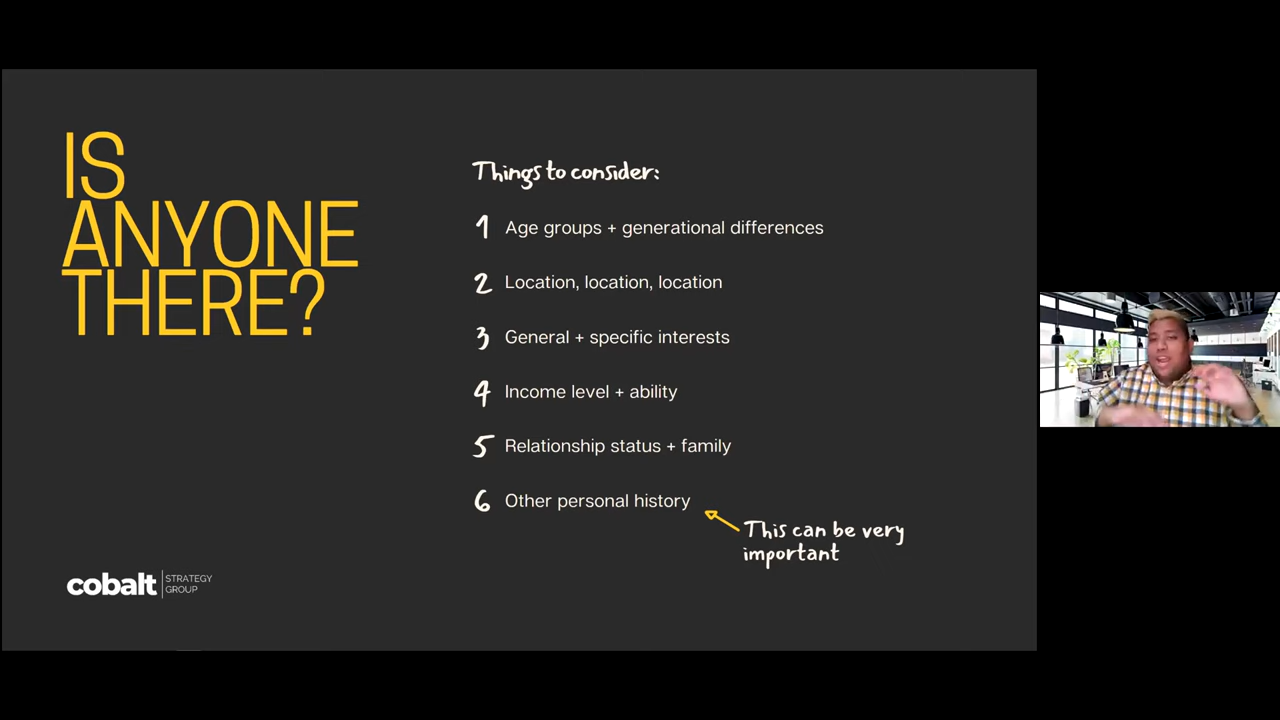 IS
ANYONE
THERE?
Things to consider:
1 Age groups + generational differences
2 Location, location, location
3 General + specific interests
4 Income level + ability
5 Relationship status + family
6 Other personal history
This can be very
important
cobalt STRATEGY
GROUP